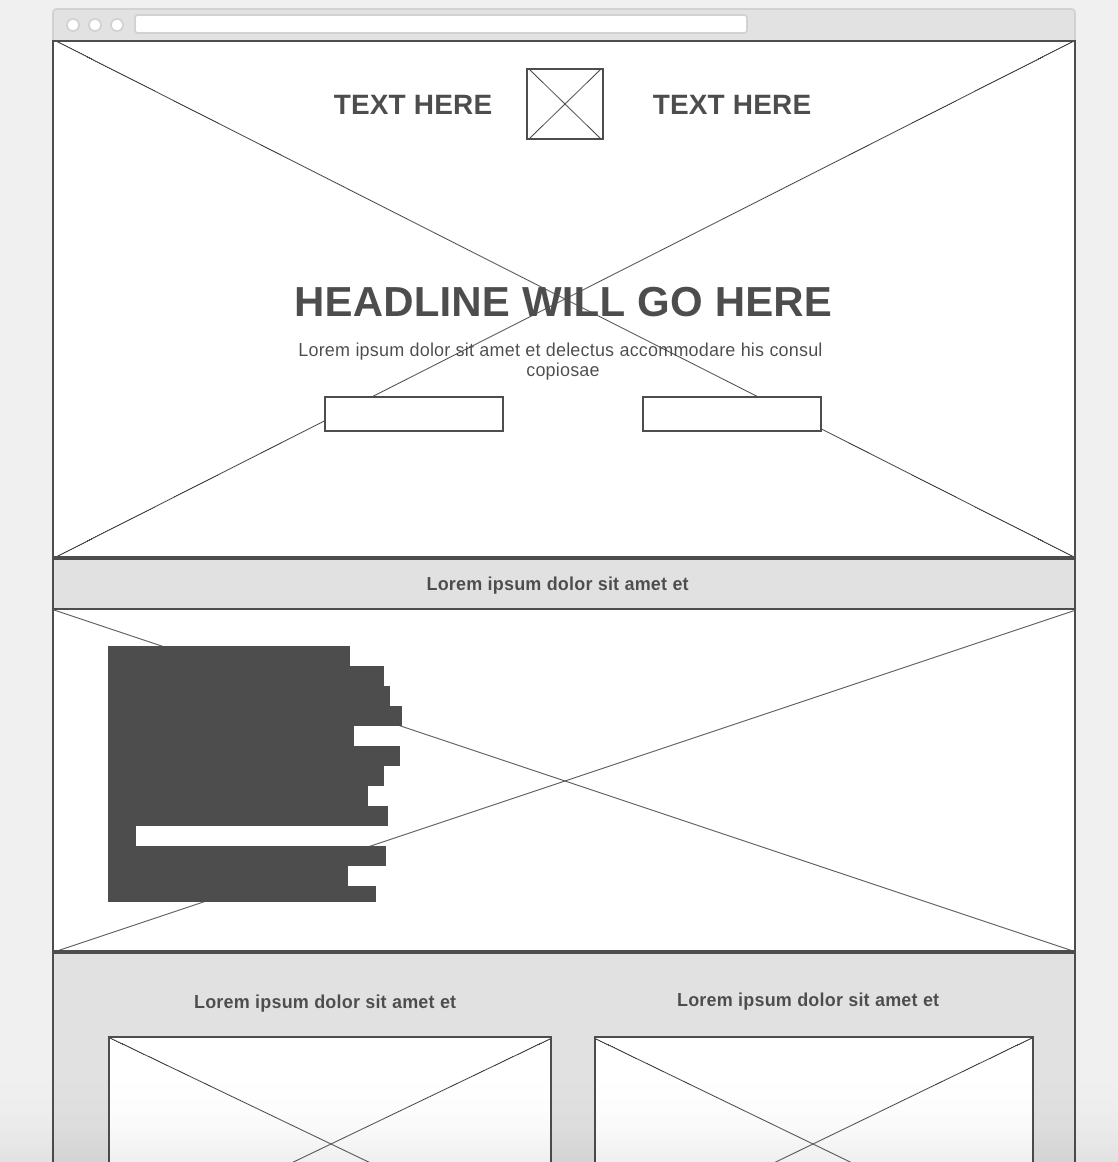 TEXT HERE TEXT HERE
HEADLINE WILL GO HERE
Lorem ipsum dolor sit amet et delectus accommodare his consul
copiosae
Lorem ipsum dolor sit amet et
Lorem ipsum dolor sit amet et
Lorem ipsum dolor sit amet et